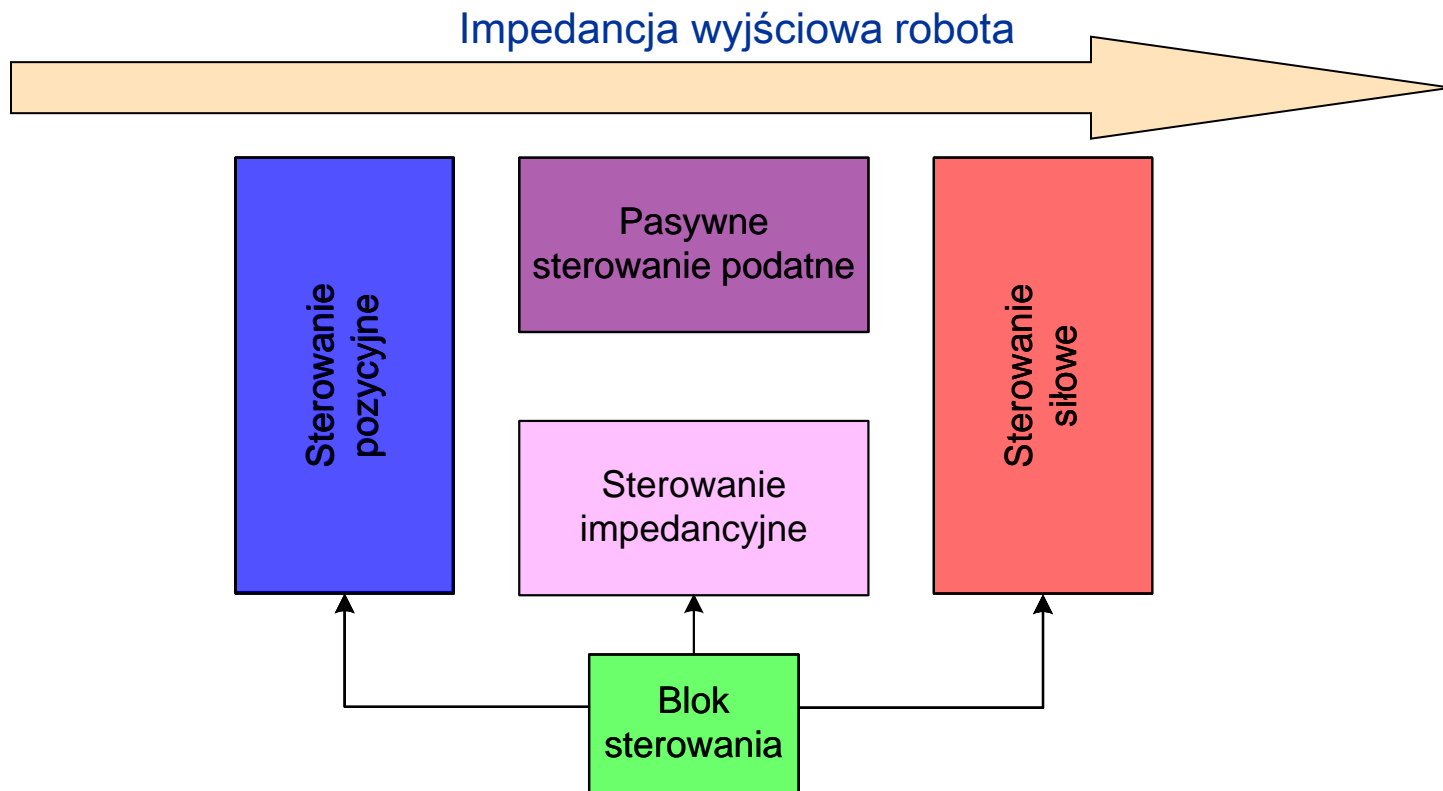 Impedancja wyjściowa robota
Sterowanie
pozycyjne
Pasywne
sterowanie podatne
Sterowanie
impedancyjne
Sterowanie
siłowe
Blok
sterowania